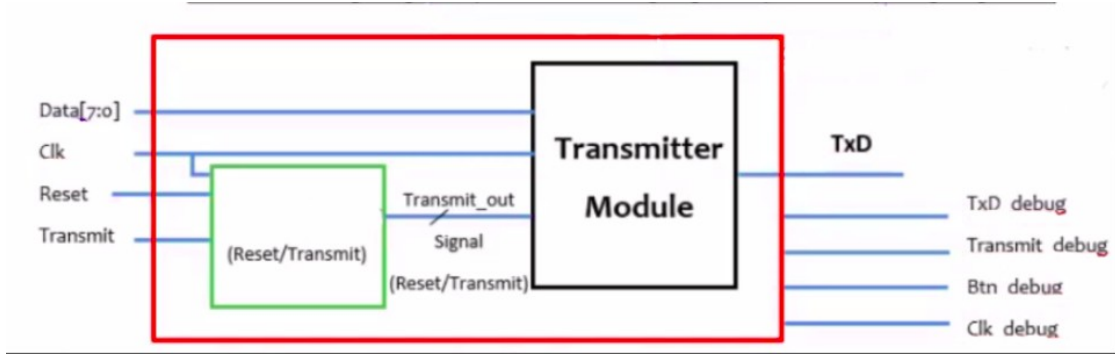 Data[7:0]
Clk
Reset
Transmit
(Reset/Transmit)
Transmit_out
Signal
(Reset/Transmit)
Transmitter
Module
TxD
TxD debug
Transmit debug
Btn debug
Clk debug